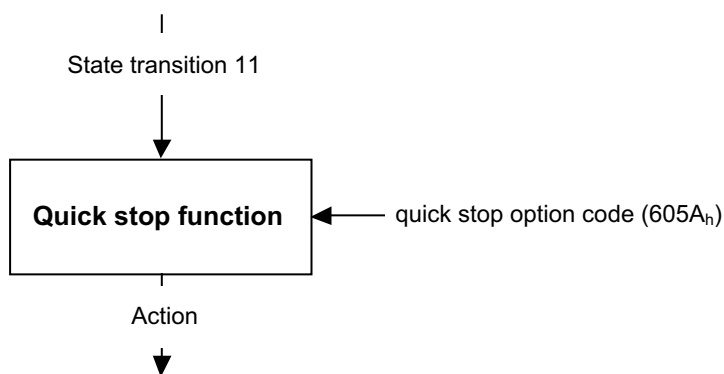 State transition 11
Quick stop function
quick stop option code (605Ah)
Action